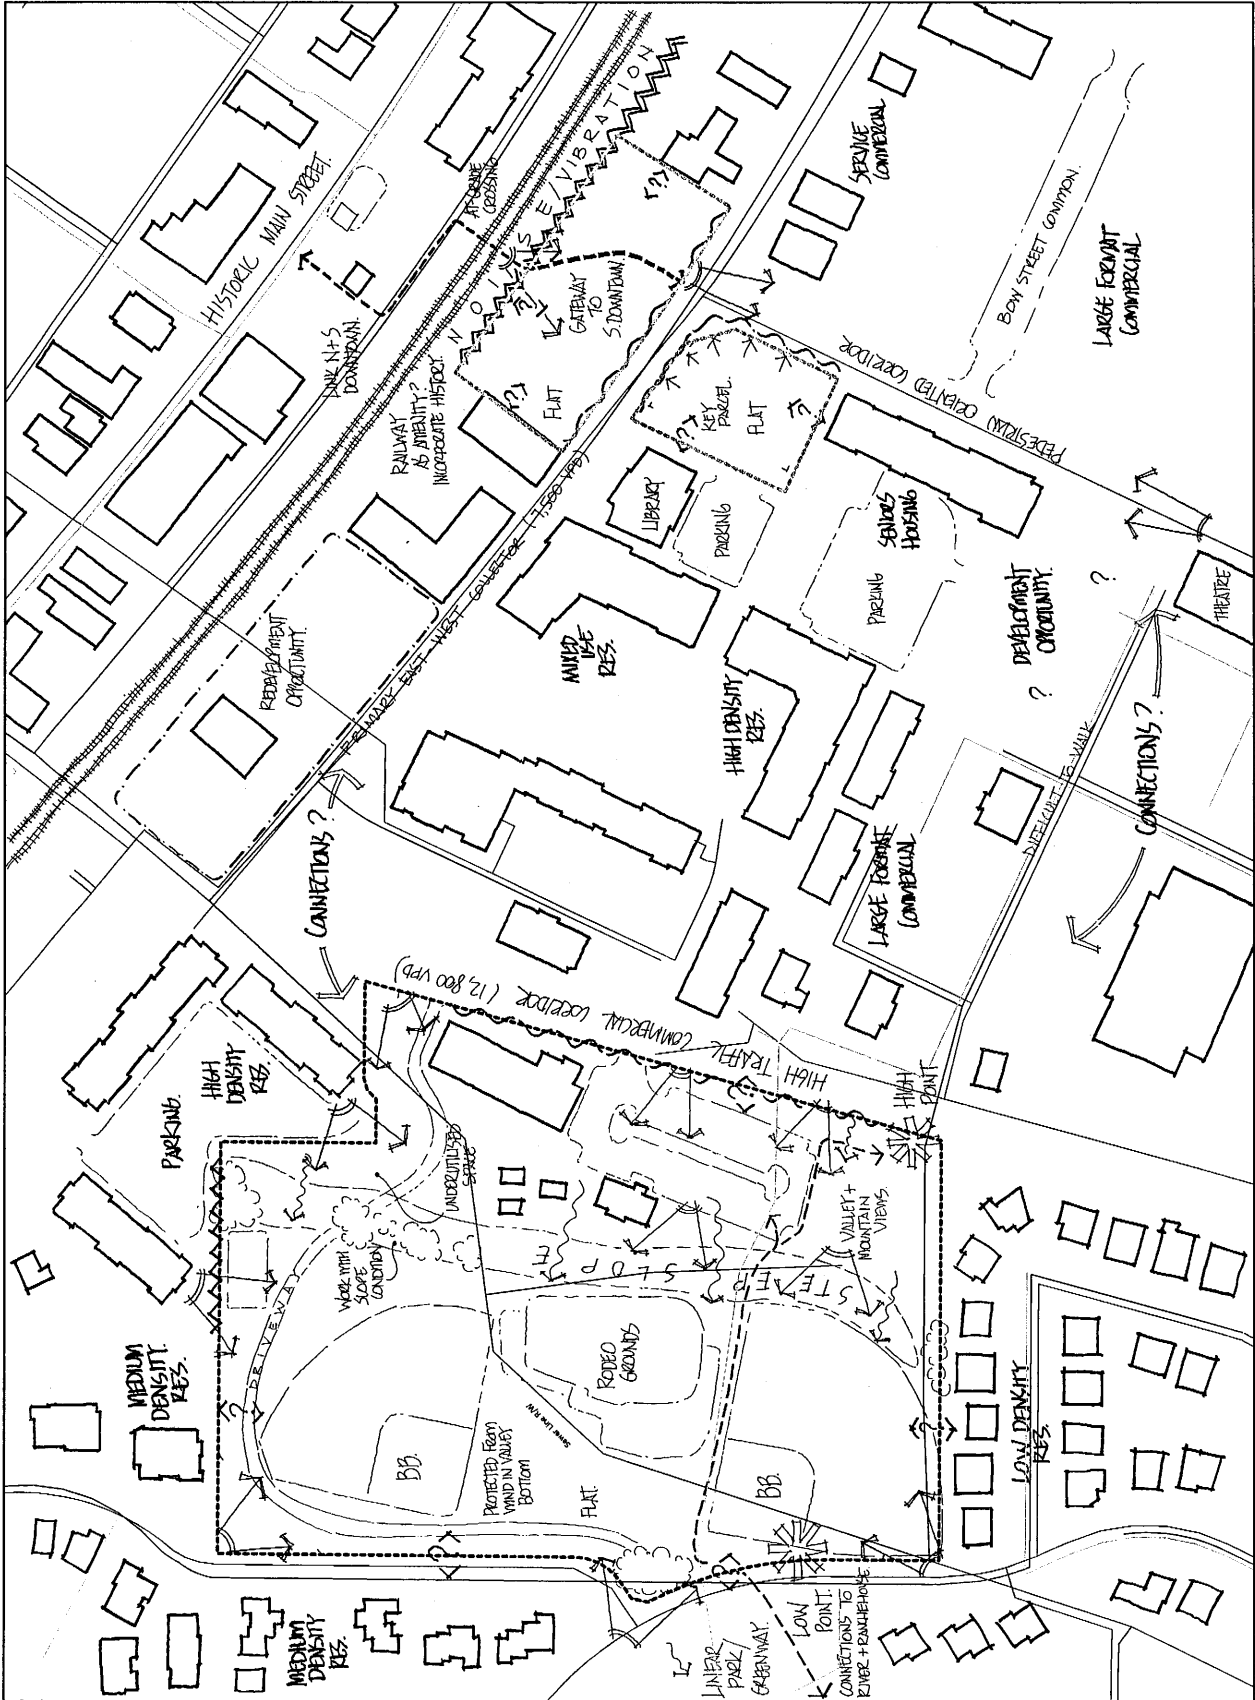 HISTORIC MAIN STREET.
AT-GRADE
CROSSING
NOISE/VIBRATION
LINK N+S
DOWNTOWN.
RAILWAY
AS AMENITY?
INCORPORATE HISTORY.
GATEWAY
TO
S. DOWNTOWN.
FLAT
?
?
?
SERVICE
COMMERCIAL
BOW STREET COMMON.
LARGE FORMAT
COMMERCIAL
PEDESTRIAN ORIENTED CORRIDOR
KEY
PARCEL.
FLAT
?
?
LIBRARY
PARKING
PRIMARY EAST-WEST COLLECTOR (7,500 VPD)
REDEVELOPMENT
OPPORTUNITY.
MIXED
USE
RES.
SENIORS
HOUSING
PARKING
HIGH DENSITY
RES.
DEVELOPMENT
OPPORTUNITY.
?
?
THEATRE
CONNECTIONS?
DIFFICULT TO WALK
LARGE FORMAT
COMMERCIAL
CONNECTIONS?
HIGH TRAFFIC COMMERCIAL CORRIDOR (12,800 VPD)
HIGH
DENSITY
RES.
PARKING.
HIGH
POINT.
?
UNDERUTILISED
SPACE
WORK WITH
SLOPE
CONDITION
STEEP SLOPE
VALLEY +
MOUNTAIN
VIEWS.
DRIVEWAY
MEDIUM
DENSITY
RES.
?
RODEO
GROUNDS
BB.
PROTECTED FROM
WIND IN VALLEY
BOTTOM
FLAT.
Sewer Line R/W
BB.
?
LOW DENSITY
RES.
?
?
MEDIUM
DENSITY
RES.
LINEAR
PARK/
GREENWAY.
LOW
POINT.
CONNECTIONS TO
RIVER + RANCHEHOUSE